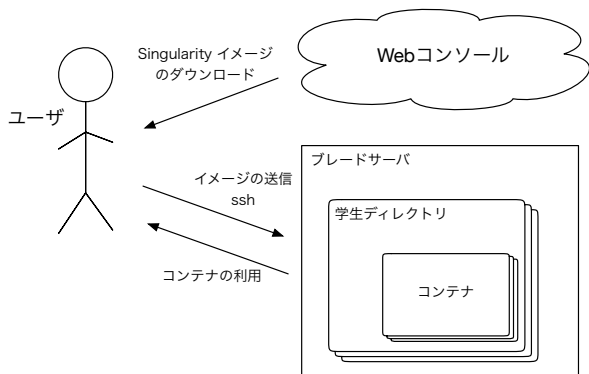 Singularity イメージ
のダウンロード
Webコンソール
ユーザ
イメージの送信
ssh
コンテナの利用
ブレードサーバ
学生ディレクトリ
コンテナ